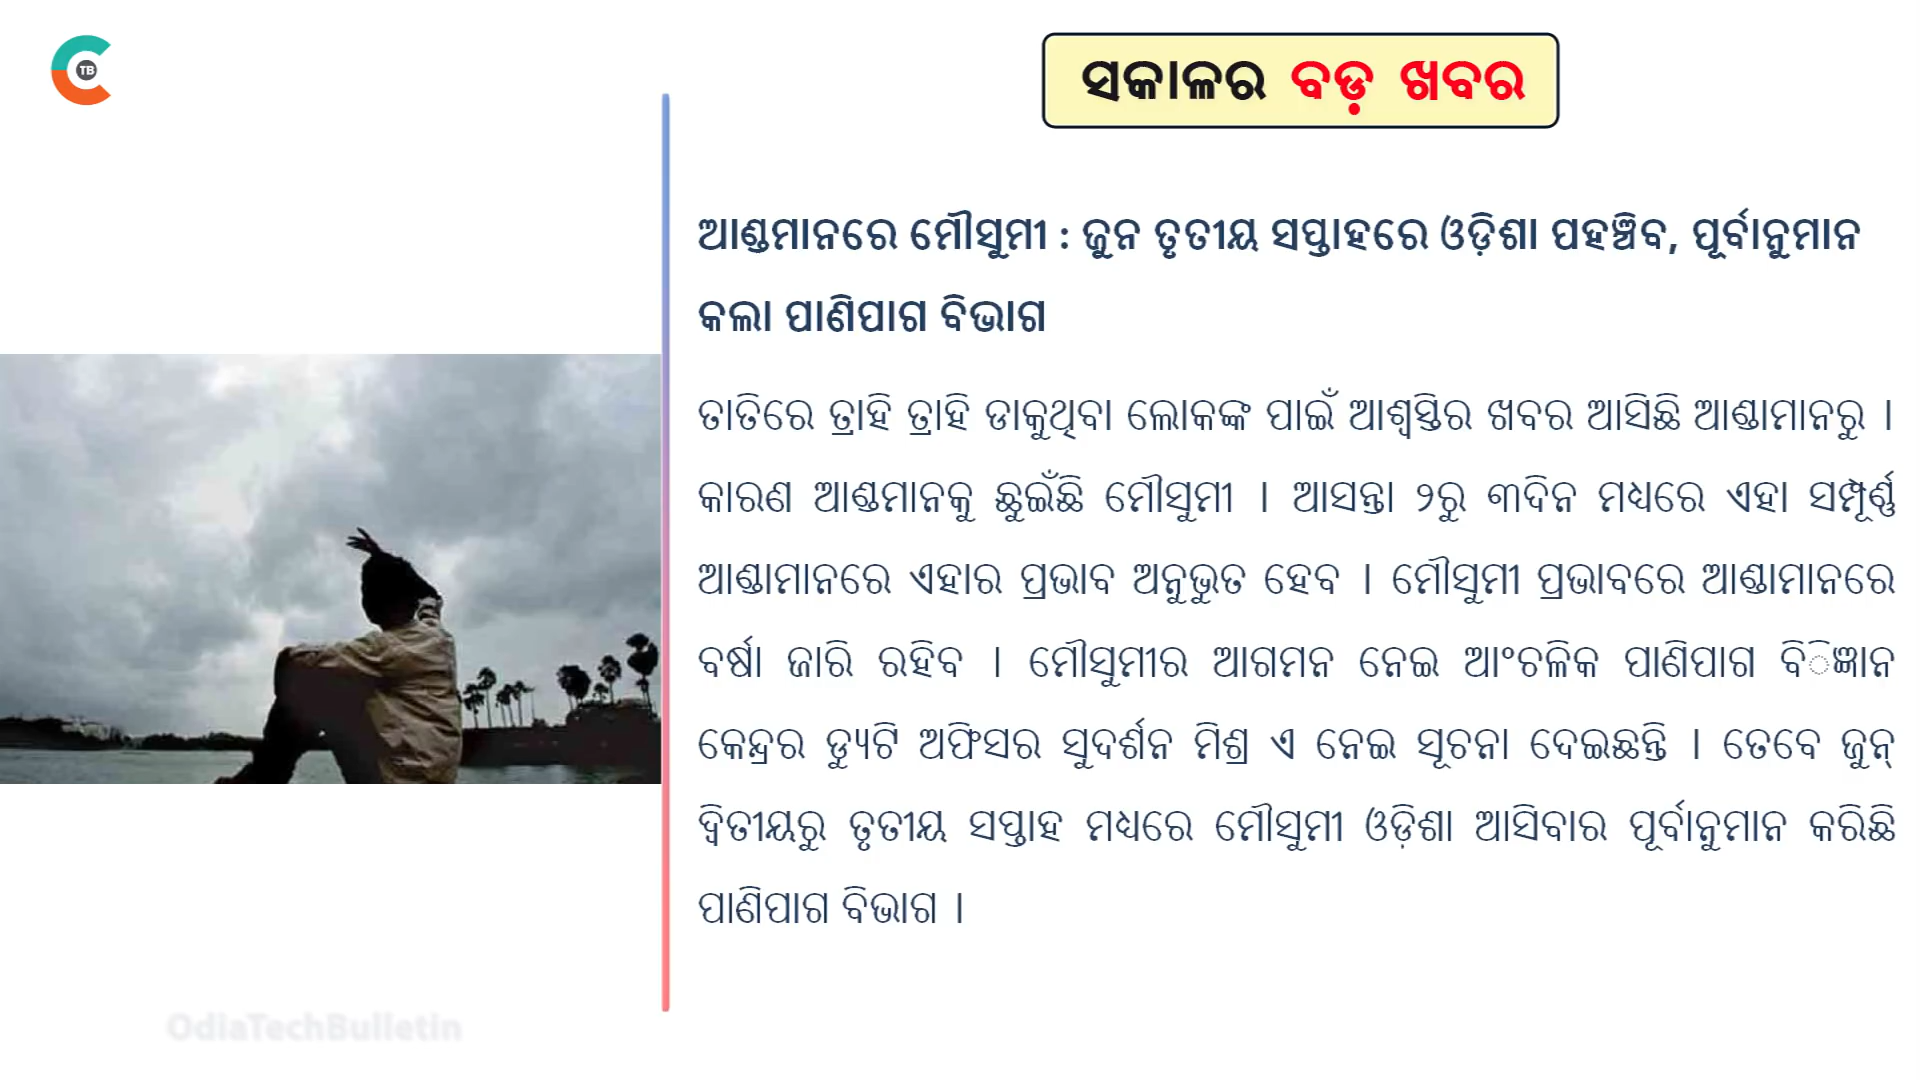 TB
ସକାଳର ବଡ଼ ଖବର
ଆଣ୍ଡମାନରେ ମୌସୁମୀ : ଜୁନ ତୃତୀୟ ସପ୍ତାହରେ ଓଡ଼ିଶା ପହଞ୍ଚିବ, ପୂର୍ବାନୁମାନ
କଲା ପାଣିପାଗ ବିଭାଗ
ତାତିରେ ତ୍ରାହି ତ୍ରାହି ଡାକୁଥିବା ଲୋକଙ୍କ ପାଇଁ ଆଶ୍ୱସ୍ତିର ଖବର ଆସିଛି ଆଣ୍ଡାମାନରୁ ।
କାରଣ ଆଣ୍ଡମାନକୁ ଛୁଇଁଛି ମୌସୁମୀ । ଆସନ୍ତା ୨ରୁ ୩ଦିନ ମଧ୍ୟରେ ଏହା ସମ୍ପୂର୍ଣ୍ଣ
ଆଣ୍ଡାମାନରେ ଏହାର ପ୍ରଭାବ ଅନୁଭୁତ ହେବ । ମୌସୁମୀ ପ୍ରଭାବରେ ଆଣ୍ଡାମାନରେ
ବର୍ଷା ଜାରି ରହିବ । ମୌସୁମୀର ଆଗମନ ନେଇ ଆଂଚଳିକ ପାଣିପାଗ ବିିଜ୍ଞାନ
କେନ୍ଦ୍ରର ଡ୍ୟୁଟି ଅଫିସର ସୁଦର୍ଶନ ମିଶ୍ର ଏ ନେଇ ସୂଚନା ଦେଇଛନ୍ତି । ତେବେ ଜୁନ୍
ଦ୍ୱିତୀୟରୁ ତୃତୀୟ ସପ୍ତାହ ମଧ୍ୟରେ ମୌସୁମୀ ଓଡ଼ିଶା ଆସିବାର ପୂର୍ବାନୁମାନ କରିଛି
ପାଣିପାଗ ବିଭାଗ ।
OdiaTechBulletin